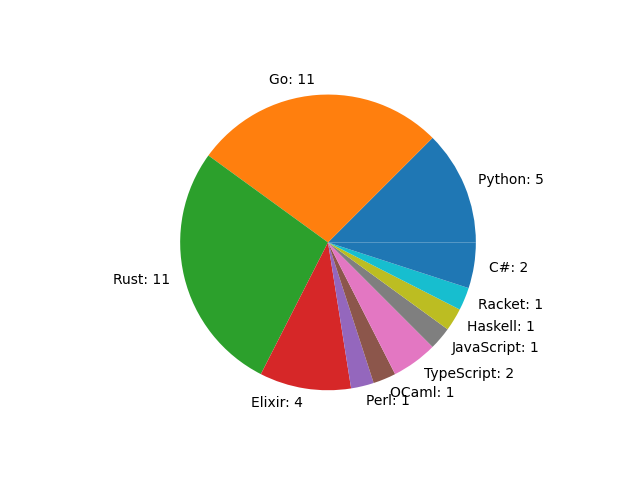 Go: 11
Python: 5
C#: 2
Rust: 11
Racket: 1
Haskell: 1
JavaScript: 1
TypeScript: 2
OCaml: 1
Perl: 1
Elixir: 4